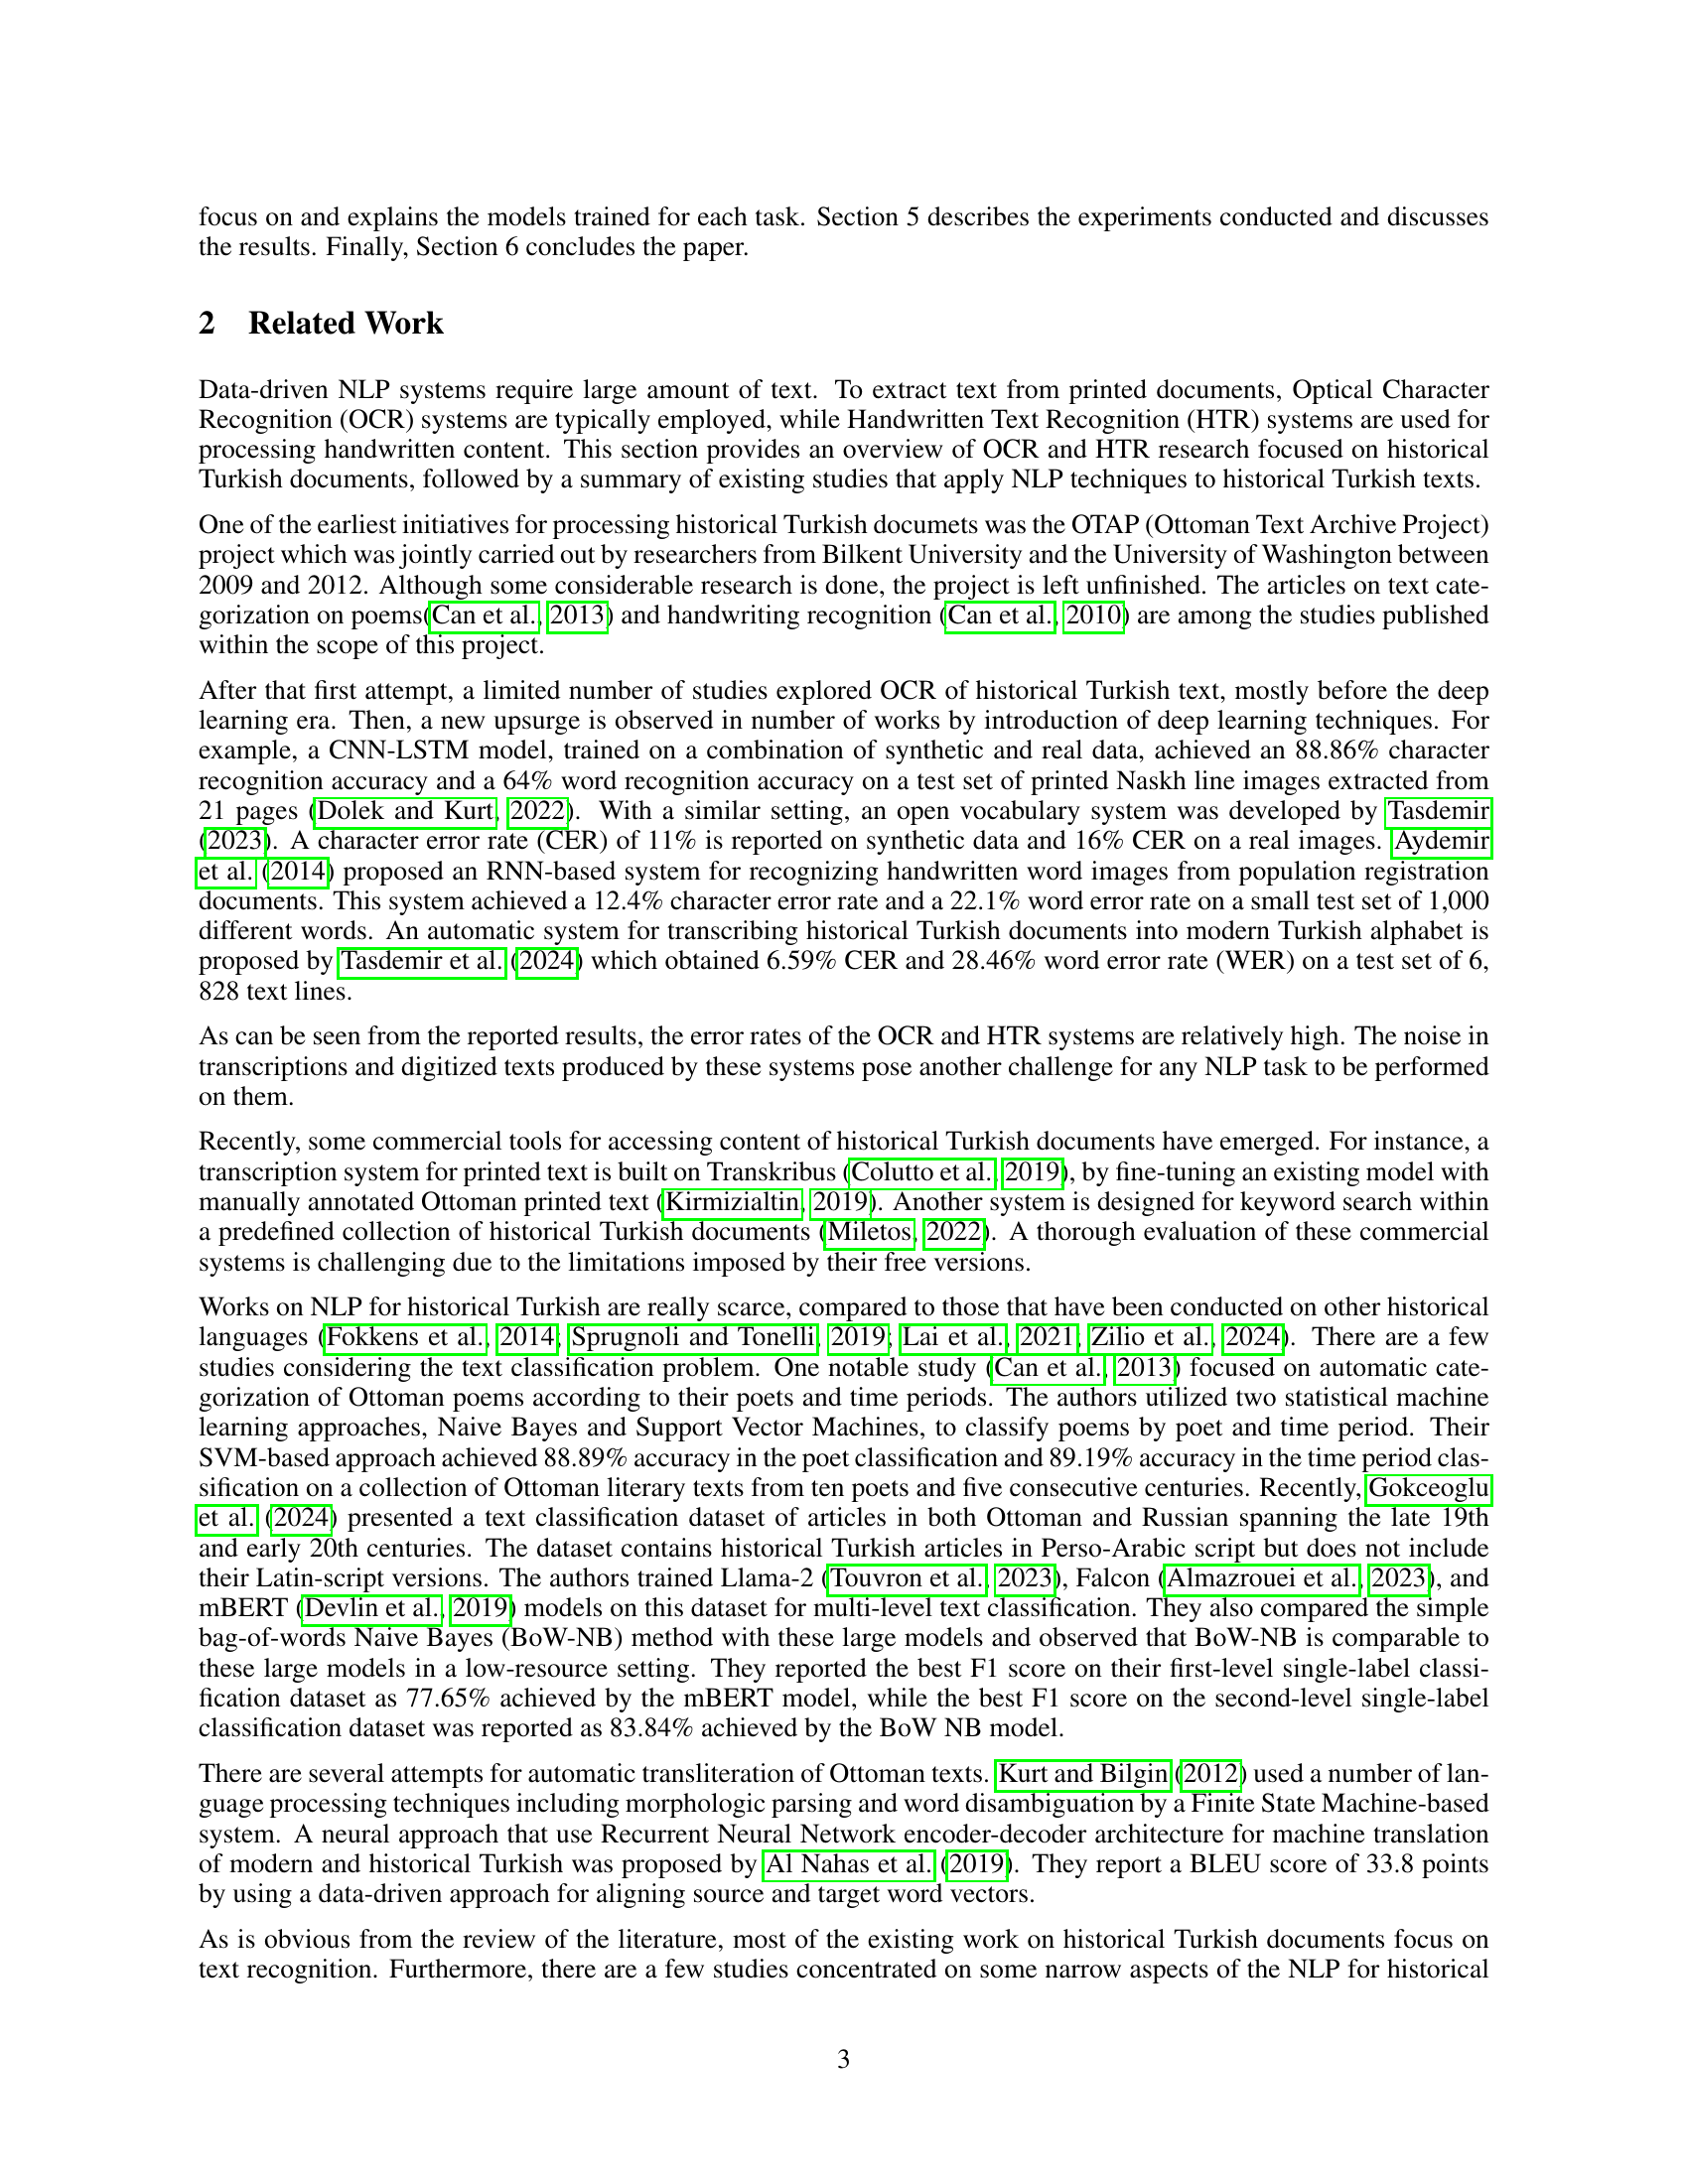 focus on and explains the models trained for each task. Section 5 describes the experiments conducted and discusses
the results. Finally, Section 6 concludes the paper.
2 Related Work
Data-driven NLP systems require large amount of text. To extract text from printed documents, Optical Character
Recognition (OCR) systems are typically employed, while Handwritten Text Recognition (HTR) systems are used for
processing handwritten content. This section provides an overview of OCR and HTR research focused on historical
Turkish documents, followed by a summary of existing studies that apply NLP techniques to historical Turkish texts.
One of the earliest initiatives for processing historical Turkish documets was the OTAP (Ottoman Text Archive Project)
project which was jointly carried out by researchers from Bilkent University and the University of Washington between
2009 and 2012. Although some considerable research is done, the project is left unfinished. The articles on text cate-
gorization on poems(Can et al., 2013) and handwriting recognition (Can et al., 2010) are among the studies published
within the scope of this project.
After that first attempt, a limited number of studies explored OCR of historical Turkish text, mostly before the deep
learning era. Then, a new upsurge is observed in number of works by introduction of deep learning techniques. For
example, a CNN-LSTM model, trained on a combination of synthetic and real data, achieved an 88.86% character
recognition accuracy and a 64% word recognition accuracy on a test set of printed Naskh line images extracted from
21 pages (Dolek and Kurt, 2022). With a similar setting, an open vocabulary system was developed by Tasdemir
(2023). A character error rate (CER) of 11% is reported on synthetic data and 16% CER on a real images. Aydemir
et al. (2014) proposed an RNN-based system for recognizing handwritten word images from population registration
documents. This system achieved a 12.4% character error rate and a 22.1% word error rate on a small test set of 1,000
different words. An automatic system for transcribing historical Turkish documents into modern Turkish alphabet is
proposed by Tasdemir et al. (2024) which obtained 6.59% CER and 28.46% word error rate (WER) on a test set of 6,
828 text lines.
As can be seen from the reported results, the error rates of the OCR and HTR systems are relatively high. The noise in
transcriptions and digitized texts produced by these systems pose another challenge for any NLP task to be performed
on them.
Recently, some commercial tools for accessing content of historical Turkish documents have emerged. For instance, a
transcription system for printed text is built on Transkribus (Colutto et al., 2019), by fine-tuning an existing model with
manually annotated Ottoman printed text (Kirmizialtin, 2019). Another system is designed for keyword search within
a predefined collection of historical Turkish documents (Miletos, 2022). A thorough evaluation of these commercial
systems is challenging due to the limitations imposed by their free versions.
Works on NLP for historical Turkish are really scarce, compared to those that have been conducted on other historical
languages (Fokkens et al., 2014; Sprugnoli and Tonelli, 2019; Lai et al., 2021; Zilio et al., 2024). There are a few
studies considering the text classification problem. One notable study (Can et al., 2013) focused on automatic cate-
gorization of Ottoman poems according to their poets and time periods. The authors utilized two statistical machine
learning approaches, Naive Bayes and Support Vector Machines, to classify poems by poet and time period. Their
SVM-based approach achieved 88.89% accuracy in the poet classification and 89.19% accuracy in the time period clas-
sification on a collection of Ottoman literary texts from ten poets and five consecutive centuries. Recently, Gokceoglu
et al. (2024) presented a text classification dataset of articles in both Ottoman and Russian spanning the late 19th
and early 20th centuries. The dataset contains historical Turkish articles in Perso-Arabic script but does not include
their Latin-script versions. The authors trained Llama-2 (Touvron et al., 2023), Falcon (Almazrouei et al., 2023), and
mBERT (Devlin et al., 2019) models on this dataset for multi-level text classification. They also compared the simple
bag-of-words Naive Bayes (BoW-NB) method with these large models and observed that BoW-NB is comparable to
these large models in a low-resource setting. They reported the best F1 score on their first-level single-label classi-
fication dataset as 77.65% achieved by the mBERT model, while the best F1 score on the second-level single-label
classification dataset was reported as 83.84% achieved by the BoW NB model.
There are several attempts for automatic transliteration of Ottoman texts. Kurt and Bilgin (2012) used a number of lan-
guage processing techniques including morphologic parsing and word disambiguation by a Finite State Machine-based
system. A neural approach that use Recurrent Neural Network encoder-decoder architecture for machine translation
of modern and historical Turkish was proposed by Al Nahas et al. (2019). They report a BLEU score of 33.8 points
by using a data-driven approach for aligning source and target word vectors.
As is obvious from the review of the literature, most of the existing work on historical Turkish documents focus on
text recognition. Furthermore, there are a few studies concentrated on some narrow aspects of the NLP for historical
3